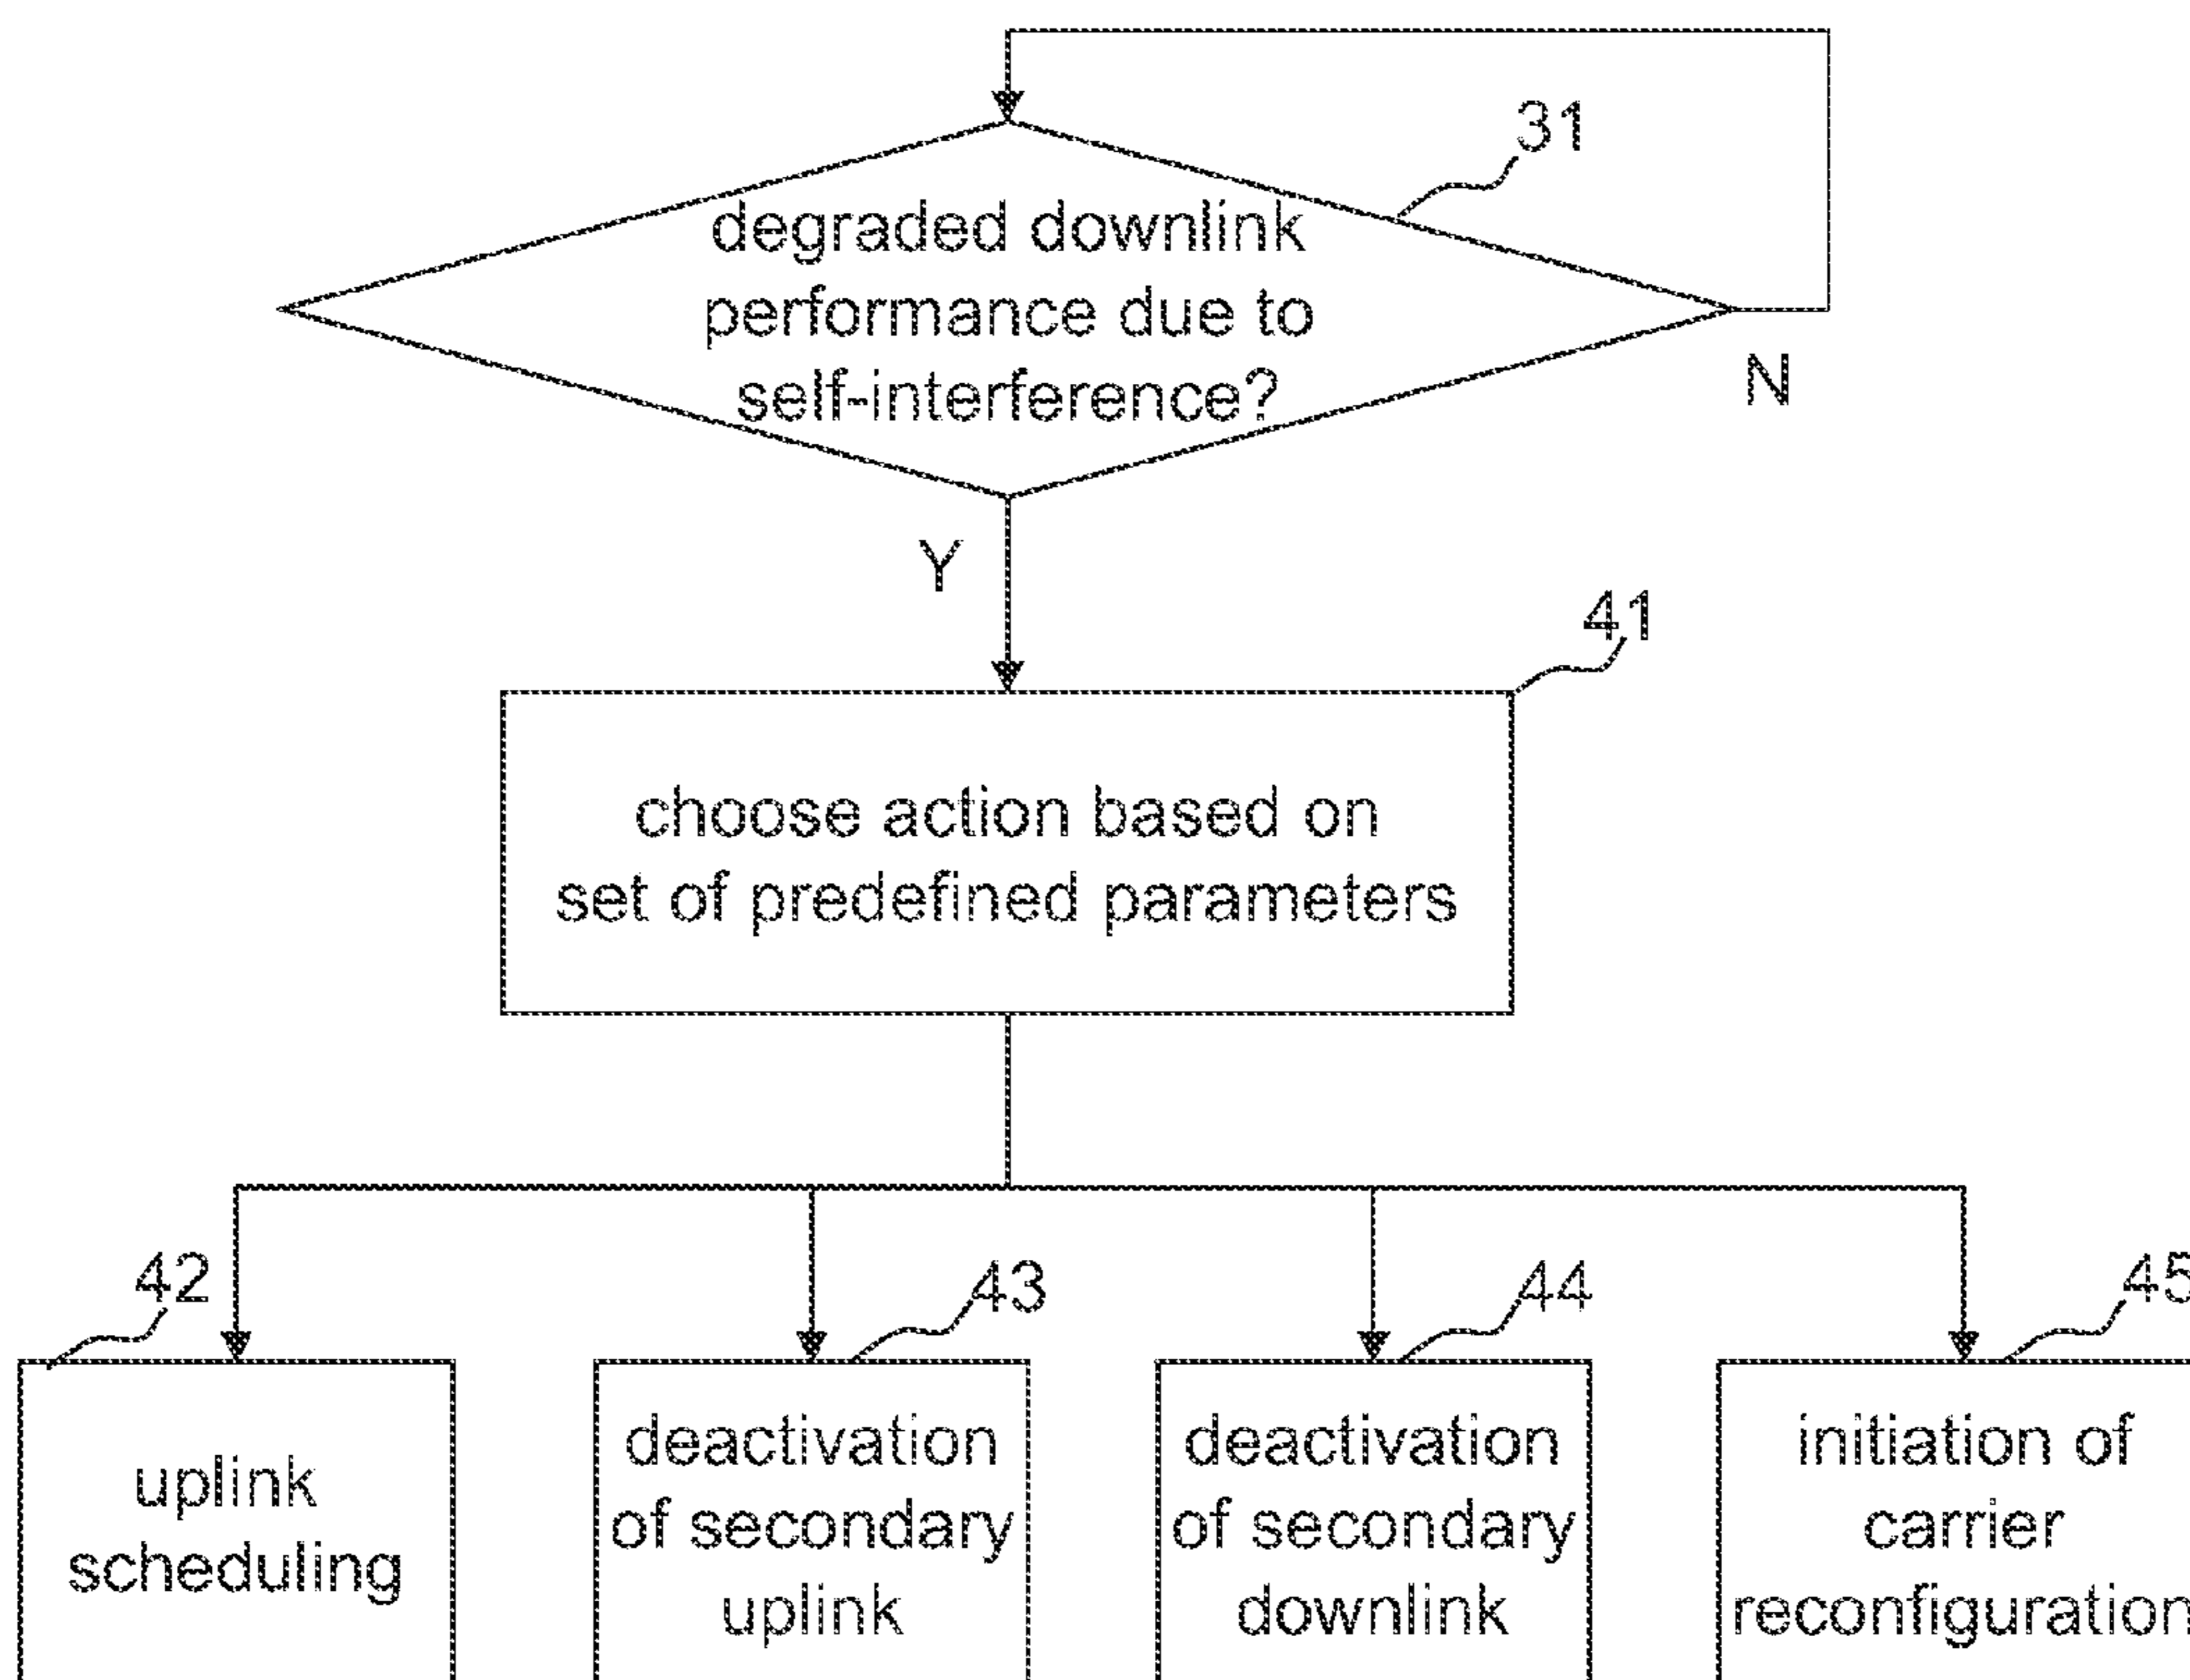 31
degraded downlink
performance due to
self-interference?
N
Y
41
choose action based on
set of predefined parameters
42
43
44
45
uplink
scheduling
deactivation
of secondary
uplink
deactivation
of secondary
downlink
initiation of
carrier
reconfiguration